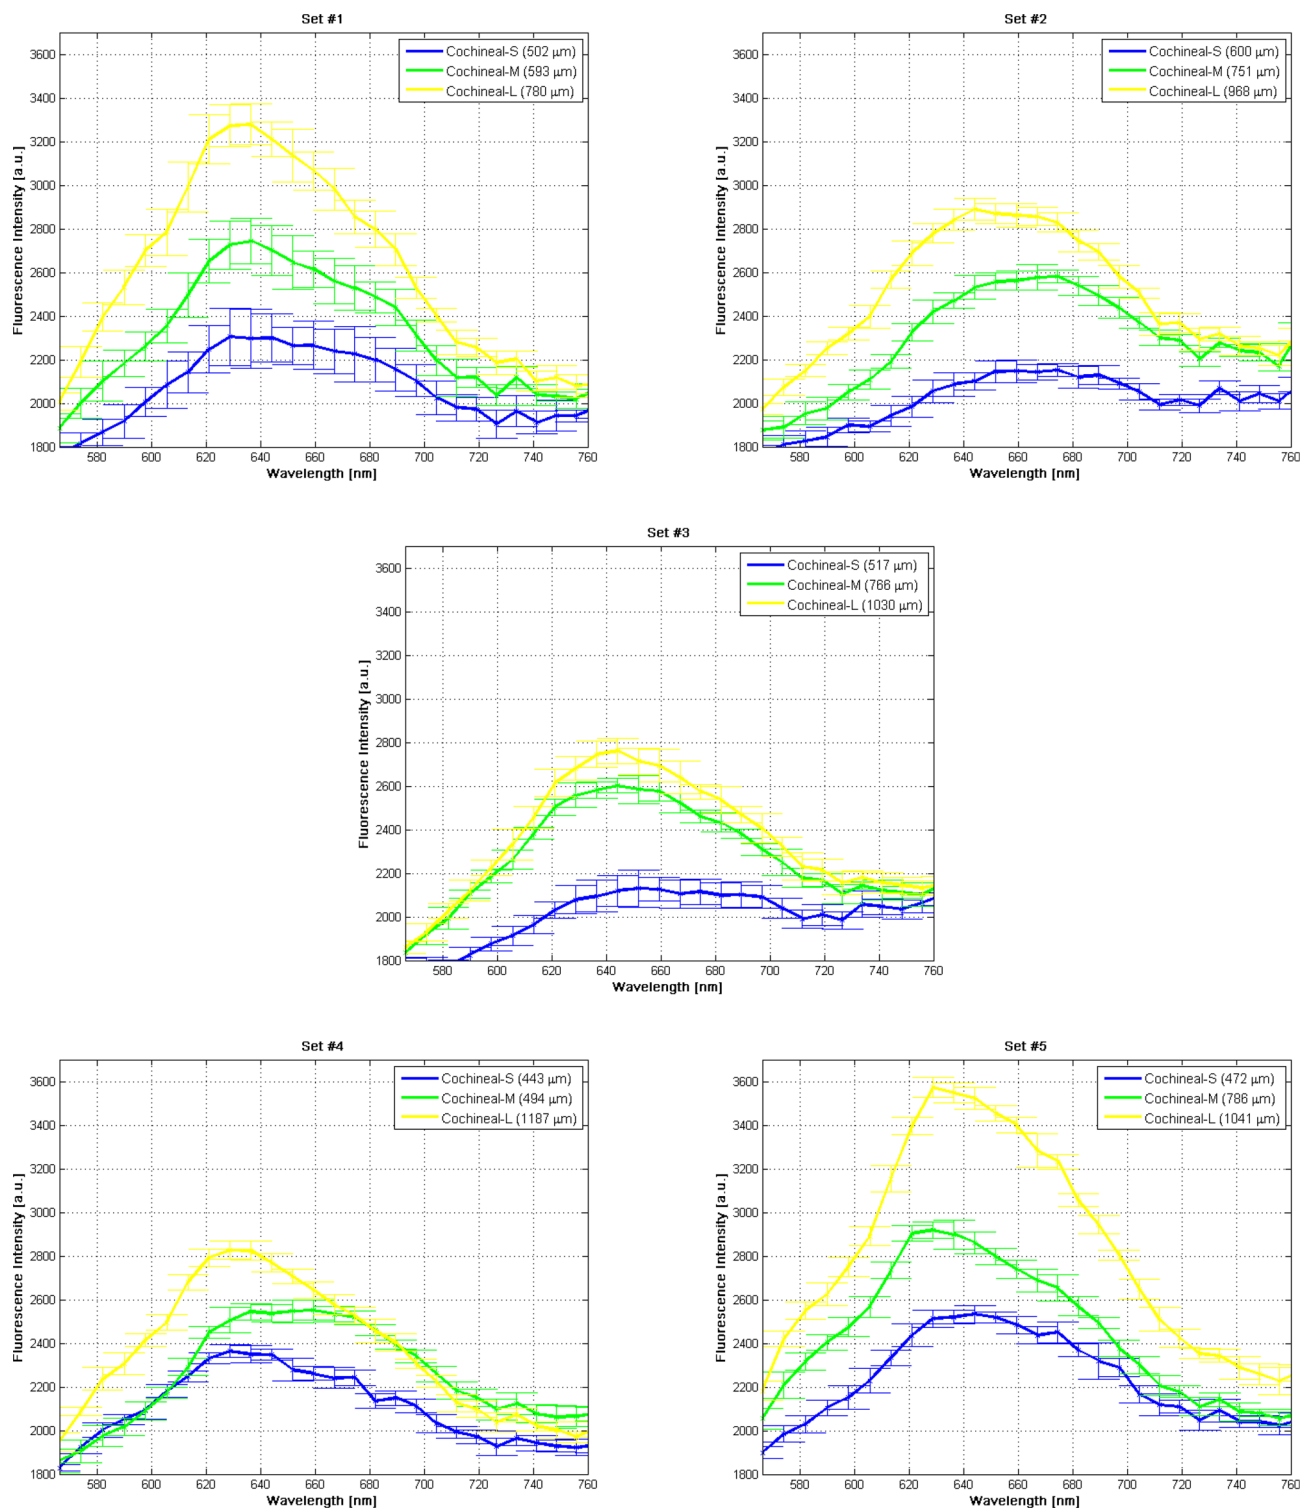 Set #1
Cochineal-S (502 µm)
Cochineal-M (593 µm)
Cochineal-L (780 µm)
3600
3400
3200
3000
2800
2600
2400
2200
2000
1800
Fluorescence Intensity [a.u.]
580 600 620 640 660 680 700 720 740 760
Wavelength [nm]
Set #2
Cochineal-S (600 µm)
Cochineal-M (751 µm)
Cochineal-L (968 µm)
3600
3400
3200
3000
2800
2600
2400
2200
2000
1800
Fluorescence Intensity [a.u.]
580 600 620 640 660 680 700 720 740 760
Wavelength [nm]
Set #3
Cochineal-S (517 µm)
Cochineal-M (766 µm)
Cochineal-L (1030 µm)
3600
3400
3200
3000
2800
2600
2400
2200
2000
1800
Fluorescence Intensity [a.u.]
580 600 620 640 660 680 700 720 740 760
Wavelength [nm]
Set #4
Cochineal-S (443 µm)
Cochineal-M (494 µm)
Cochineal-L (1187 µm)
3600
3400
3200
3000
2800
2600
2400
2200
2000
1800
Fluorescence Intensity [a.u.]
580 600 620 640 660 680 700 720 740 760
Wavelength [nm]
Set #5
Cochineal-S (472 µm)
Cochineal-M (786 µm)
Cochineal-L (1041 µm)
3600
3400
3200
3000
2800
2600
2400
2200
2000
1800
Fluorescence Intensity [a.u.]
580 600 620 640 660 680 700 720 740 760
Wavelength [nm]